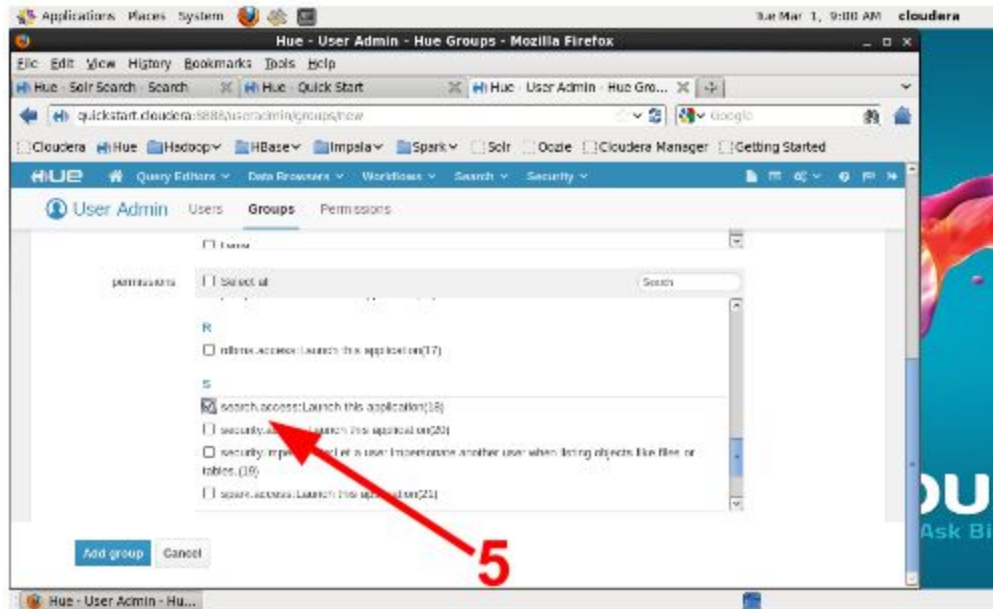 Applications Places System Tue Mar 1, 9:00 AM cloudera
Hue - User Admin - Hue Groups - Mozilla Firefox
File Edit View History Bookmarks Tools Help
Hue - Solr Search - Search Hue - Quick Start Hue - User Admin - Hue Gro...
quickstart.cloudera:8888/useradmin/groups/new Google
Cloudera Hue Hadoop HBase Impala Spark Solr Oozie Cloudera Manager Getting Started
HUE Query Editors Data Browsers Workflows Search Security
User Admin Users Groups Permissions
permissions Select all Search
R
rdbms.access:Launch this application(17)
S
search.access:Launch this application(18)
Launch this application(20)
Let a user impersonate another user when listing objects like files or
tables.(19)
spark.access:Launch this application(21)
Add group Cancel
5
OU
Ask Bi
Hue - User Admin - Hu...